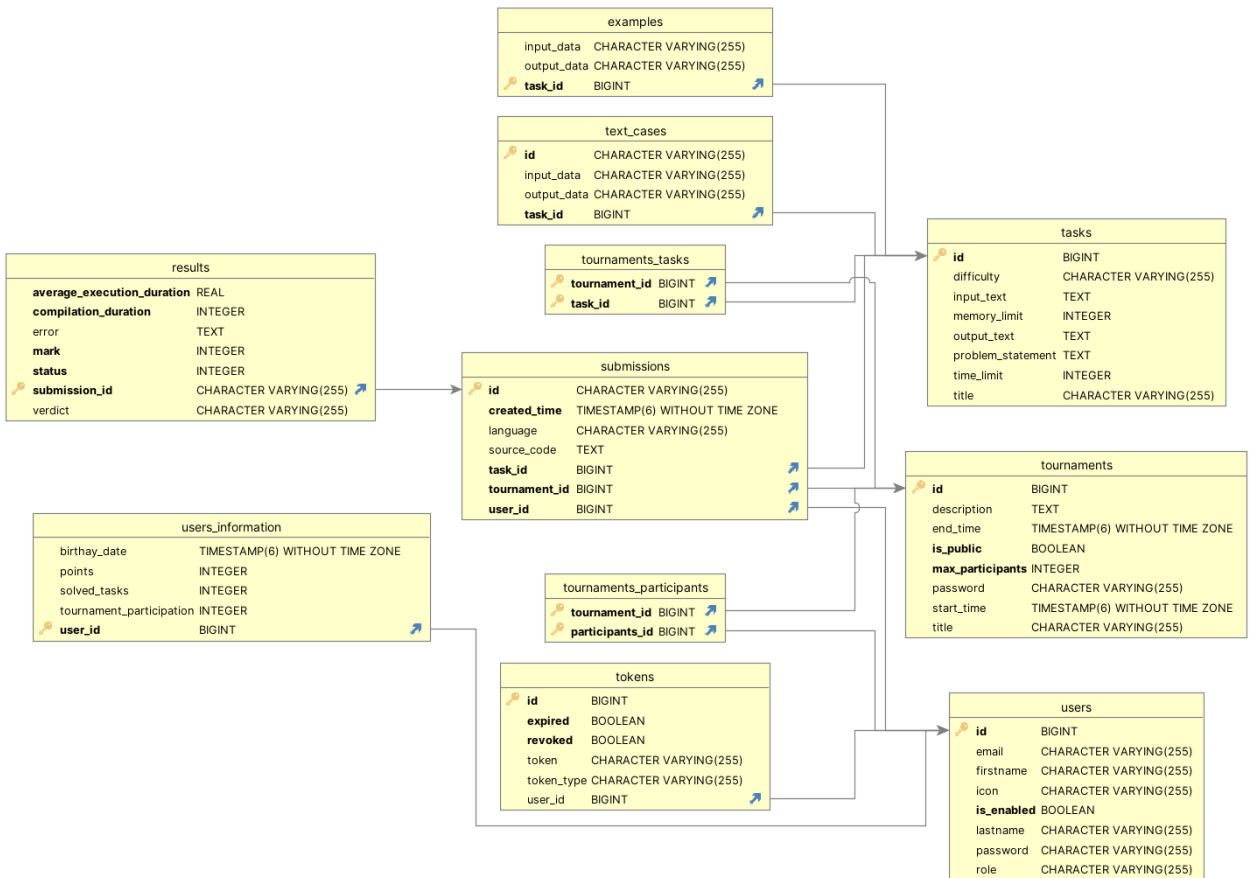 examples
input_data CHARACTER VARYING(255)
output_data CHARACTER VARYING(255)
task_id BIGINT
text_cases
id CHARACTER VARYING(255)
input_data CHARACTER VARYING(255)
output_data CHARACTER VARYING(255)
task_id BIGINT
tournaments_tasks
tournament_id BIGINT
task_id BIGINT
tasks
id BIGINT
difficulty CHARACTER VARYING(255)
input_text TEXT
memory_limit INTEGER
output_text TEXT
problem_statement TEXT
time_limit INTEGER
title CHARACTER VARYING(255)
results
average_execution_duration REAL
compilation_duration INTEGER
error TEXT
mark INTEGER
status INTEGER
submission_id CHARACTER VARYING(255)
verdict CHARACTER VARYING(255)
submissions
id CHARACTER VARYING(255)
created_time TIMESTAMP(6) WITHOUT TIME ZONE
language CHARACTER VARYING(255)
source_code TEXT
task_id BIGINT
tournament_id BIGINT
user_id BIGINT
tournaments
id BIGINT
description TEXT
end_time TIMESTAMP(6) WITHOUT TIME ZONE
is_public BOOLEAN
max_participants INTEGER
password CHARACTER VARYING(255)
start_time TIMESTAMP(6) WITHOUT TIME ZONE
title CHARACTER VARYING(255)
users_information
birthay_date TIMESTAMP(6) WITHOUT TIME ZONE
points INTEGER
solved_tasks INTEGER
tournament_participation INTEGER
user_id BIGINT
tournaments_participants
tournament_id BIGINT
participants_id BIGINT
tokens
id BIGINT
expired BOOLEAN
revoked BOOLEAN
token CHARACTER VARYING(255)
token_type CHARACTER VARYING(255)
user_id BIGINT
users
id BIGINT
email CHARACTER VARYING(255)
firstname CHARACTER VARYING(255)
icon CHARACTER VARYING(255)
is_enabled BOOLEAN
lastname CHARACTER VARYING(255)
password CHARACTER VARYING(255)
role CHARACTER VARYING(255)